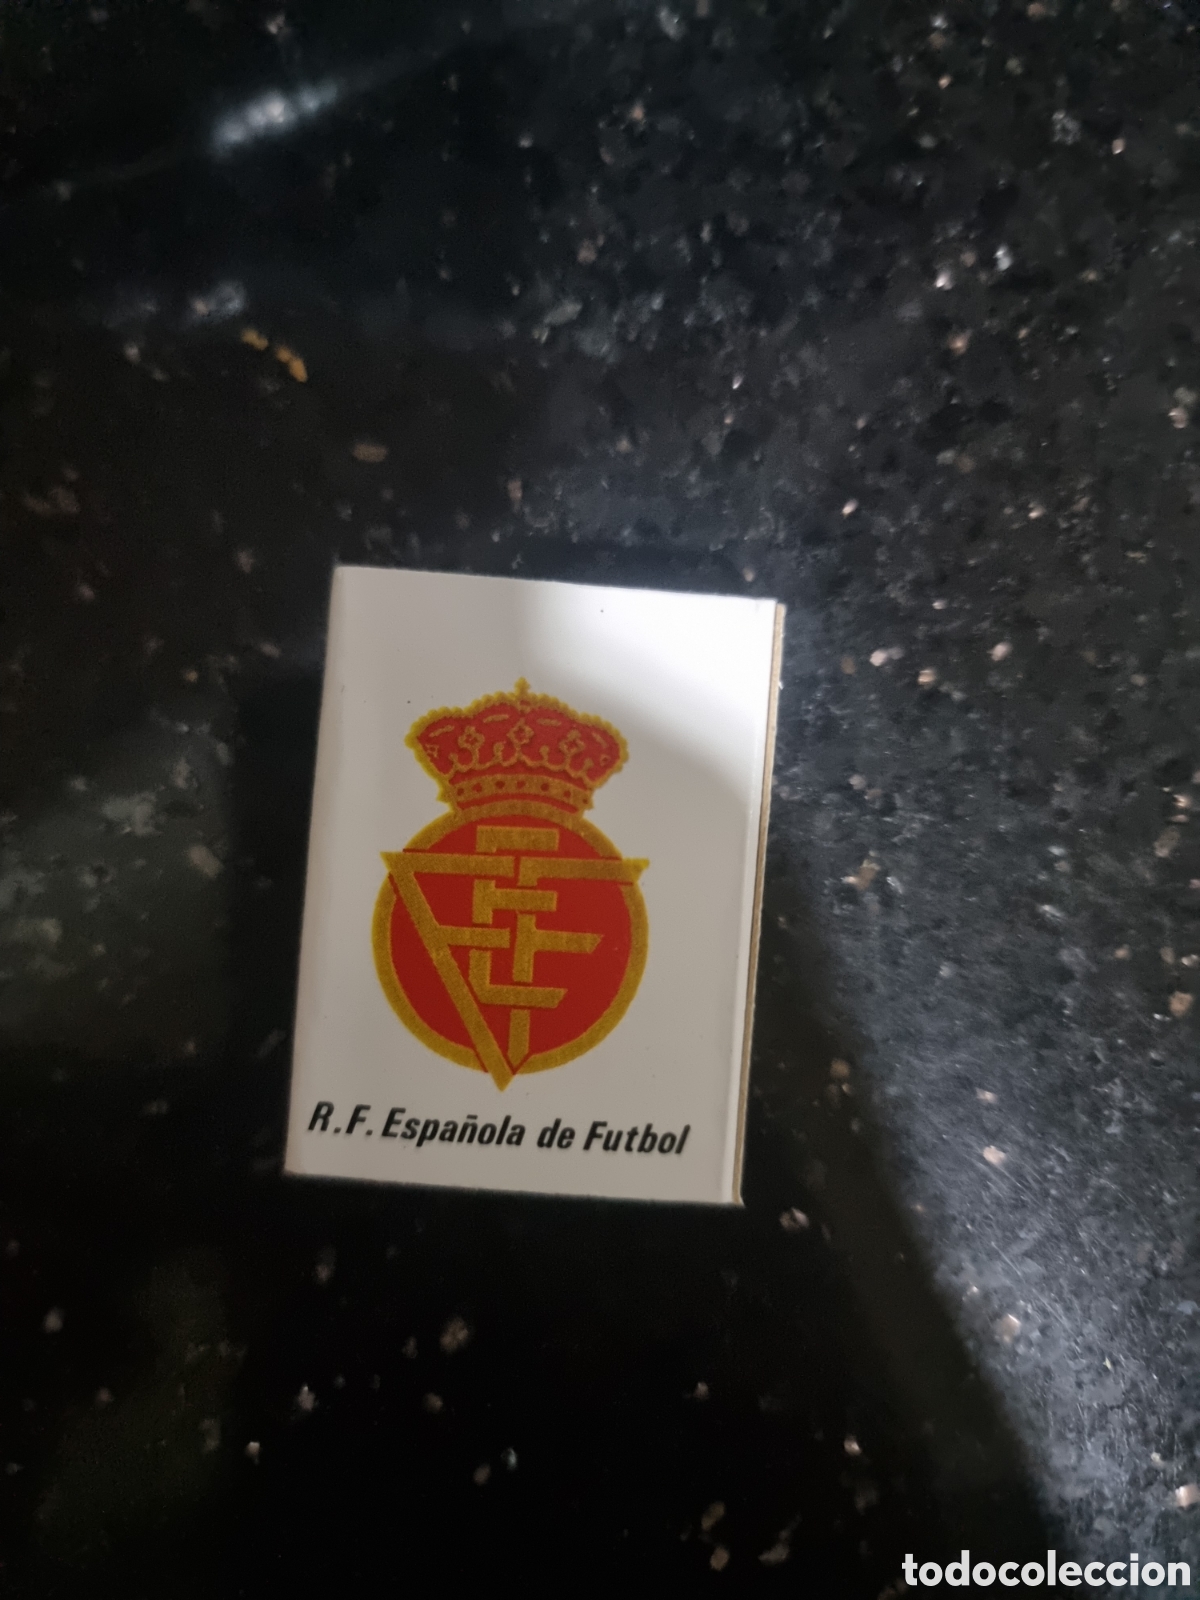 R.F. Española de Futbol
todocoleccion